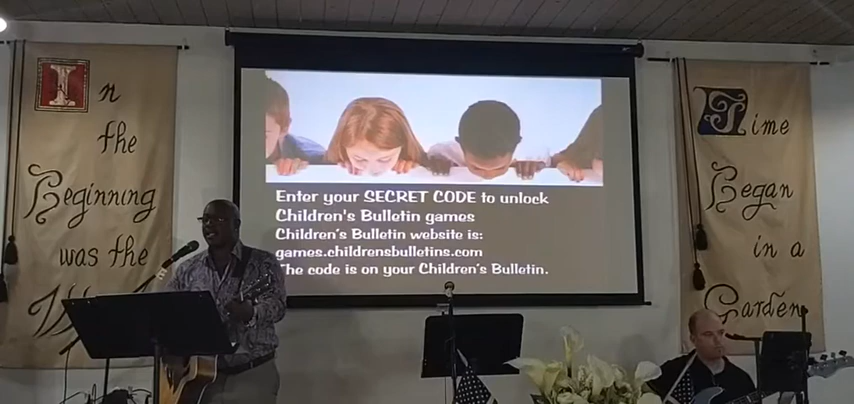 In
the
Beginning
was the
Enter your SECRET CODE to unlock
Children's Bulletin games
Children's Bulletin website is:
games.childrensbulletins.com
The code is on your Children's Bulletin.
Time
Began
in a
Garden